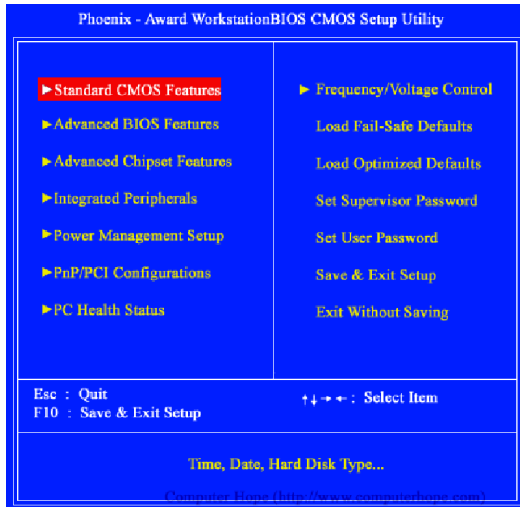 Phoenix - Award WorkstationBIOS CMOS Setup Utility
►Standard CMOS Features
►Advanced BIOS Features
►Advanced Chipset Features
►Integrated Peripherals
►Power Management Setup
►PnP/PCI Configurations
►PC Health Status
► Frequency/Voltage Control
Load Fail-Safe Defaults
Load Optimized Defaults
Set Supervisor Password
Set User Password
Save & Exit Setup
Exit Without Saving
Esc : Quit
F10 : Save & Exit Setup
↑↓→← : Select Item
Time, Date, Hard Disk Type...
Computer Hope (http://www.computerhope.com)